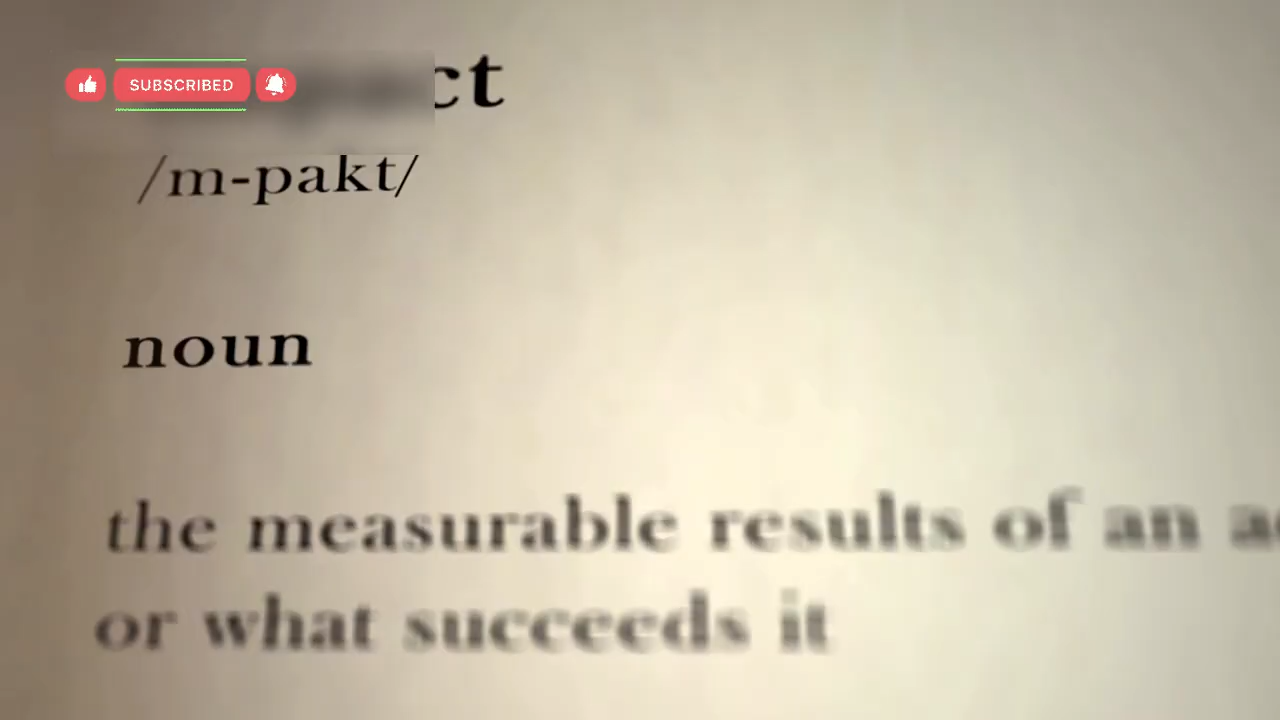 SUBSCRIBED
ct
/m-pakt/
noun
the measurable results of an
or what succeeds it